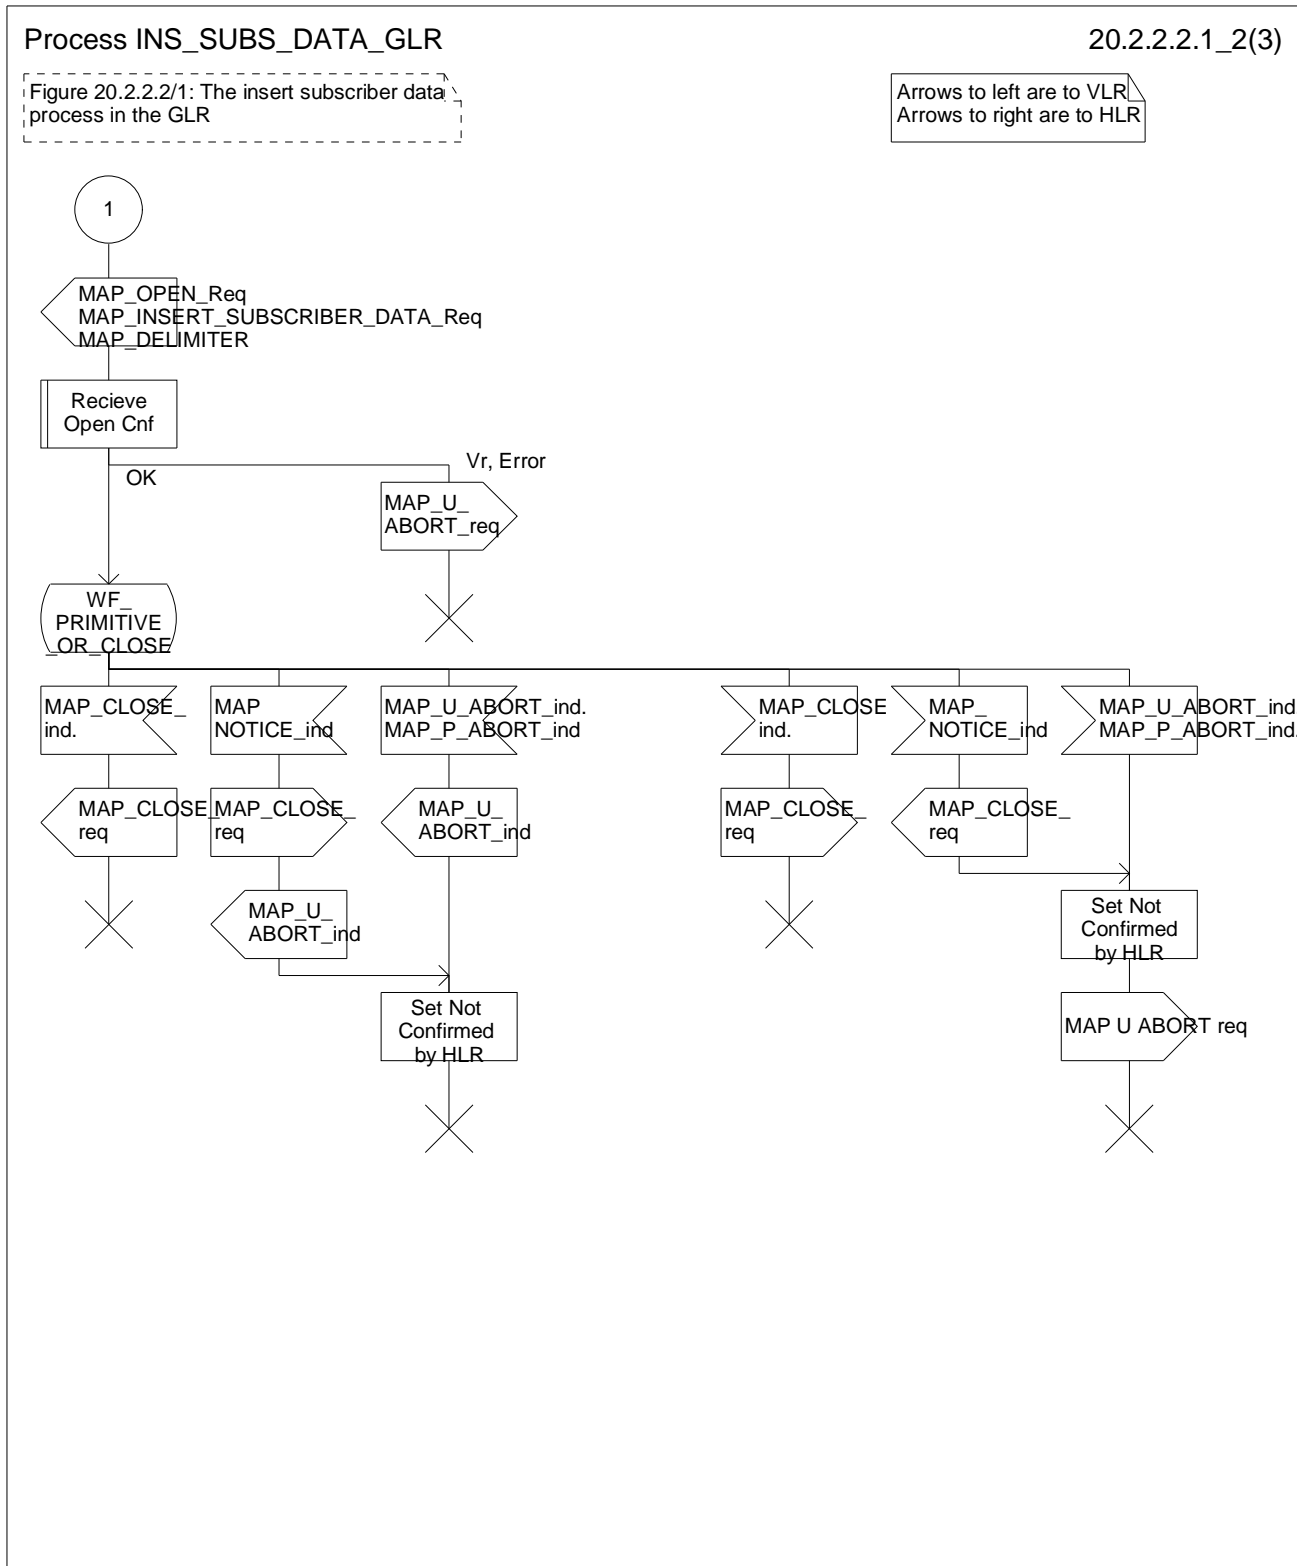 Process INS_SUBS_DATA_GLR
20.2.2.2.1_2(3)
Figure 20.2.2.2/1: The insert subscriber data
process in the GLR
Arrows to left are to VLR
Arrows to right are to HLR
1
MAP_OPEN_Req
MAP_INSERT_SUBSCRIBER_DATA_Req
MAP_DELIMITER
Recieve
Open Cnf
OK
Vr, Error
MAP_U_
ABORT_req
WF_
PRIMITIVE
_OR_CLOSE
MAP_CLOSE_
ind.
MAP
NOTICE_ind
MAP_U_ABORT_ind.
MAP_P_ABORT_ind
MAP_CLOSE
ind.
MAP_
NOTICE_ind
MAP_U_ABORT_ind.
MAP_P_ABORT_ind.
MAP_CLOSE_
req
MAP_CLOSE_
req
MAP_U_
ABORT_ind
MAP_CLOSE_
req
MAP_CLOSE_
req
MAP_U_
ABORT_ind
Set Not
Confirmed
by HLR
Set Not
Confirmed
by HLR
MAP U ABORT req